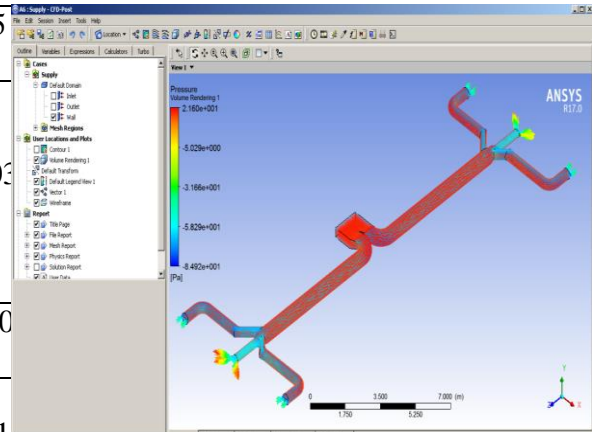 A6 : Supply - CFD-Post
File Edit Session Insert Tools Help
Location
Outline Variables Expressions Calculators Turbo
Cases
Supply
Default Domain
Inlet
Outlet
Wall
Mesh Regions
User Locations and Plots
Contour 1
Volume Rendering 1
Default Transform
Default Legend View 1
Vector 1
Wireframe
Report
Title Page
File Report
Mesh Report
Physics Report
Solution Report
User Data
View 1
Pressure
Volume Rendering 1
2.160e+001
-5.029e+000
-3.166e+001
-5.829e+001
-8.492e+001
[Pa]
ANSYS
R17.0
0 3.500 7.000 (m)
1.750 5.250
Y
X
Z
5
03
0
1